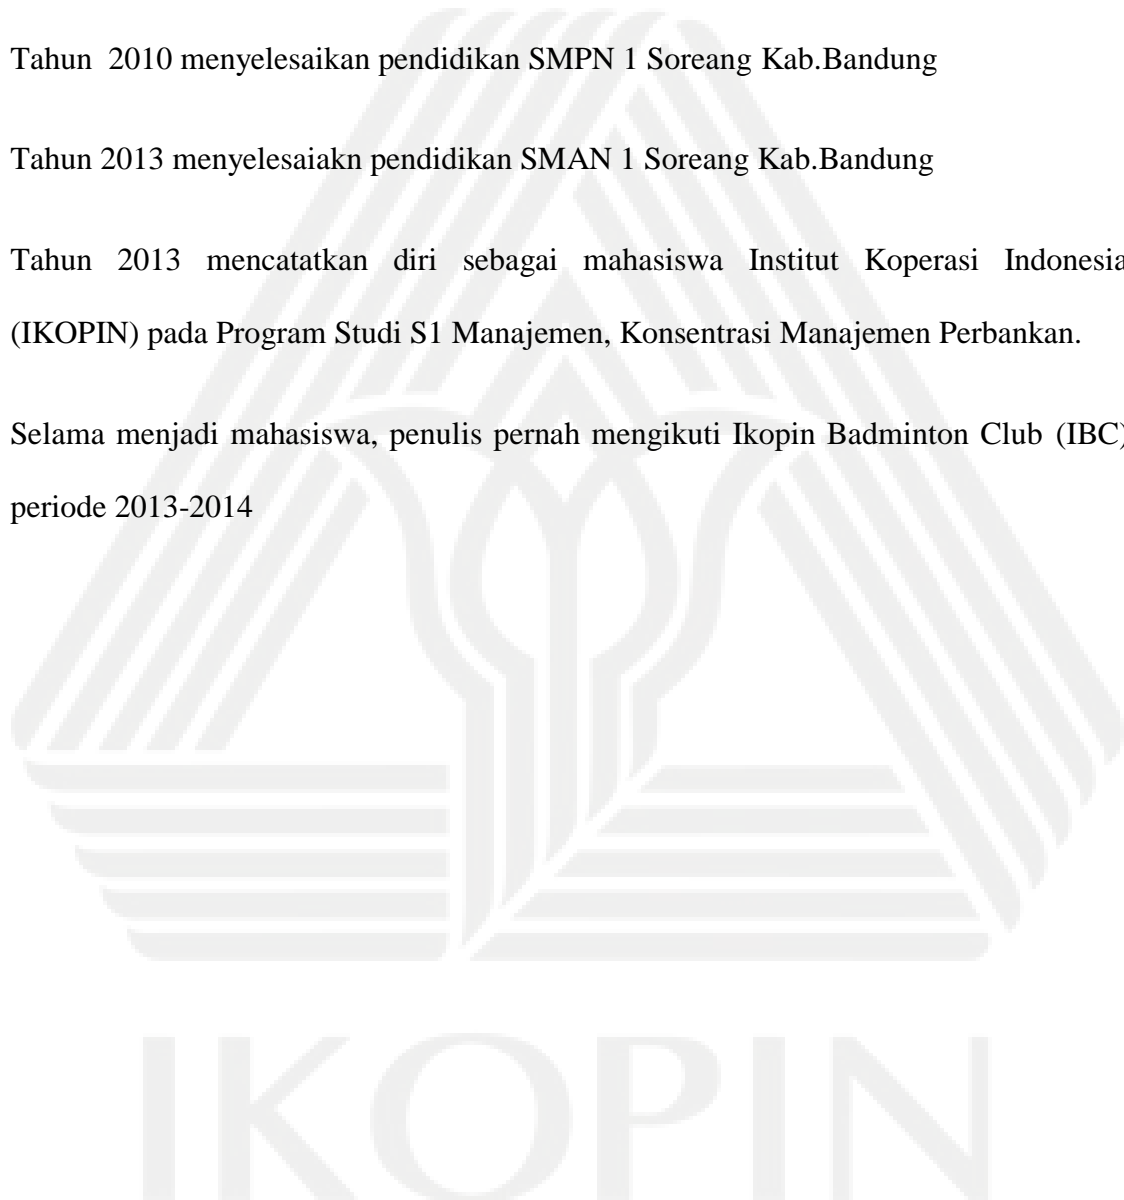 Tahun 2010 menyelesaikan pendidikan SMPN 1 Soreang Kab.Bandung
Tahun 2013 menyelesaiakn pendidikan SMAN 1 Soreang Kab.Bandung
Tahun 2013 mencatatkan diri sebagai mahasiswa Institut Koperasi Indonesia
(IKOPIN) pada Program Studi S1 Manajemen, Konsentrasi Manajemen Perbankan.
Selama menjadi mahasiswa, penulis pernah mengikuti Ikopin Badminton Club (IBC)
periode 2013-2014
IKOPIN